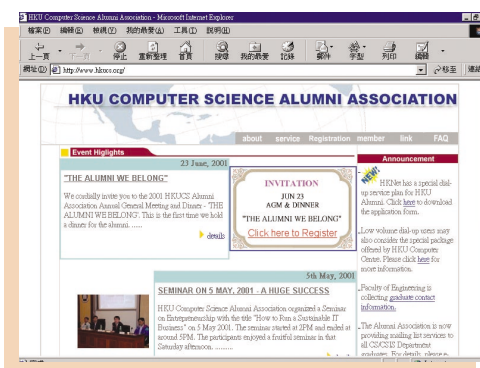 HKU Computer Science Alumni Association - Microsoft Internet Explorer
檔案(F) 編輯(E) 檢視(V) 我的最愛(A) 工具(T) 說明(H)
上一頁 下一頁 停止 重新整理 首頁 搜尋 我的最愛 記錄 郵件 字型 列印 編輯
網址(D) http://www.hkucs.org/ 移至 連結
HKU COMPUTER SCIENCE ALUMNI ASSOCIATION
about service Registration member link FAQ
Event Higlights
23 June, 2001
"THE ALUMNI WE BELONG"
We cordially invite you to the 2001 HKUCS Alumni
Association Annual General Meeting and Dinner - THE
ALUMNI WE BELONG'. This is the first time we hold
a dinner for the alumni. ......
details
INVITATION
JUN 23
AGM & DINNER
"THE ALUMNI WE BELONG"
Click here to Register
5th May, 2001
SEMINAR ON 5 MAY, 2001 - A HUGE SUCCESS
HKU Computer Science Alumni Association organized a Seminar
on Entrepreneurship with the title "How to Run a Sustainable IT
Business" on 5 May 2001. The seminar started at 2PM and ended at
around 5PM. The participants enjoyed a fruitful seminar in that
Saturday afternoon. ........
Announcement
NEW!
HKNet has a special dial-
up service plan for HKU
Alumni. Click here to download
the application form.
Low volume dial-up users may
also consider the special package
offered by HKU Computer
Centre. Please click here for
more information.
Faculty of Engineering is
collecting graduate contact
information.
The Alumni Association is now
providing mailing list services to
all CS/CSIS Department
graduates. For details, please e-